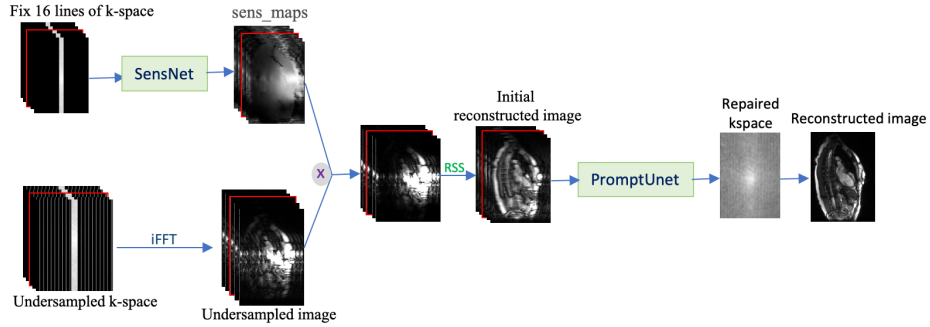 Fix 16 lines of k-space
SensNet
sens_maps
Undersampled k-space
iFFT
Undersampled image
X
RSS
Initial
reconstructed image
PromptUnet
Repaired
kspace
Reconstructed image